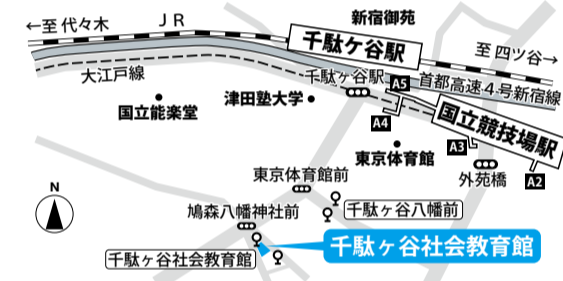 新宿御苑
←至 代々木
JR
千駄ケ谷駅
至 四ツ谷→
大江戸線
千駄ヶ谷駅
A5
首都高速4号新宿線
国立能楽堂
津田塾大学
A4
国立競技場駅
A3
東京体育館
外苑橋
A2
東京体育館前
N
鳩森八幡神社前
千駄ヶ谷八幡前
千駄ヶ谷社会教育館
千駄ヶ谷社会教育館